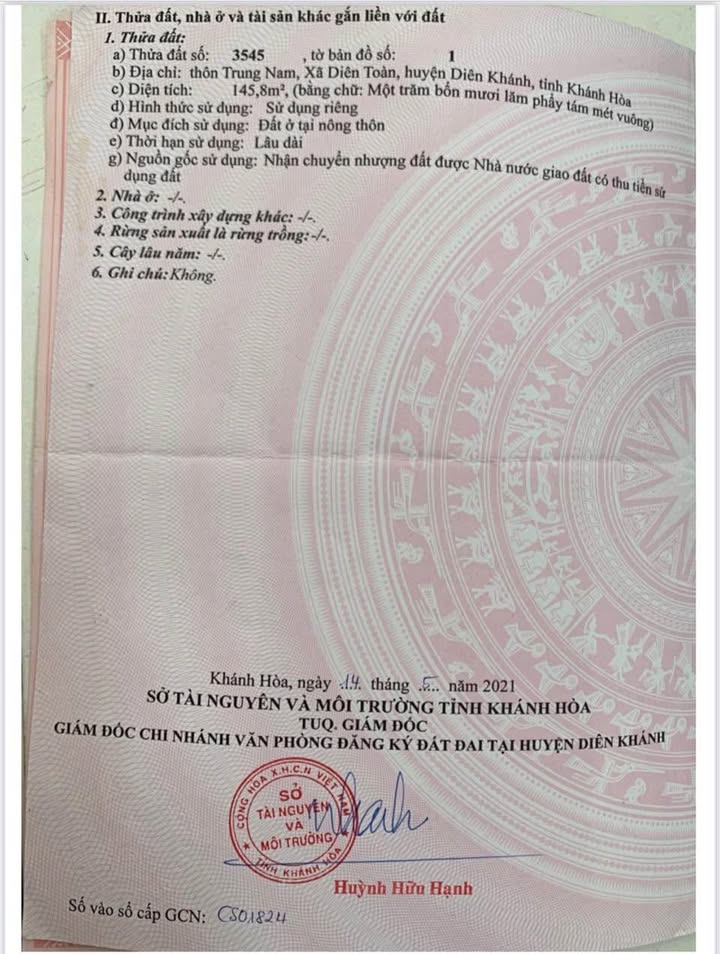 II. Thửa đất, nhà ở và tài sản khác gắn liền với đất
1. Thửa đất:
a) Thửa đất số: 3545 , tờ bản đồ số: 1
b) Địa chỉ: thôn Trung Nam, Xã Diên Toàn, huyện Diên Khánh, tỉnh Khánh Hòa
c) Diện tích: 145,8m², (bằng chữ: Một trăm bốn mươi lăm phẩy tám mét vuông)
d) Hình thức sử dụng: Sử dụng riêng
đ) Mục đích sử dụng: Đất ở tại nông thôn
e) Thời hạn sử dụng: Lâu dài
g) Nguồn gốc sử dụng: Nhận chuyển nhượng đất được Nhà nước giao đất có thu tiền sử
dụng đất
2. Nhà ở: -/-.
3. Công trình xây dựng khác: -/-.
4. Rừng sản xuất là rừng trồng: -/-.
5. Cây lâu năm: -/-.
6. Ghi chú: Không.
Khánh Hòa, ngày .14. tháng .5... năm 2021
SỞ TÀI NGUYÊN VÀ MÔI TRƯỜNG TỈNH KHÁNH HÒA
TUQ. GIÁM ĐỐC
GIÁM ĐỐC CHI NHÁNH VĂN PHÒNG ĐĂNG KÝ ĐẤT ĐAI TẠI HUYỆN DIÊN KHÁNH
CỘNG HÒA X.H.C.N VIỆT NAM
SỞ
TÀI NGUYÊN
VÀ
MÔI TRƯỜNG
TỈNH KHÁNH HÒA
Huỳnh Hữu Hạnh
Số vào sổ cấp GCN: CS01824